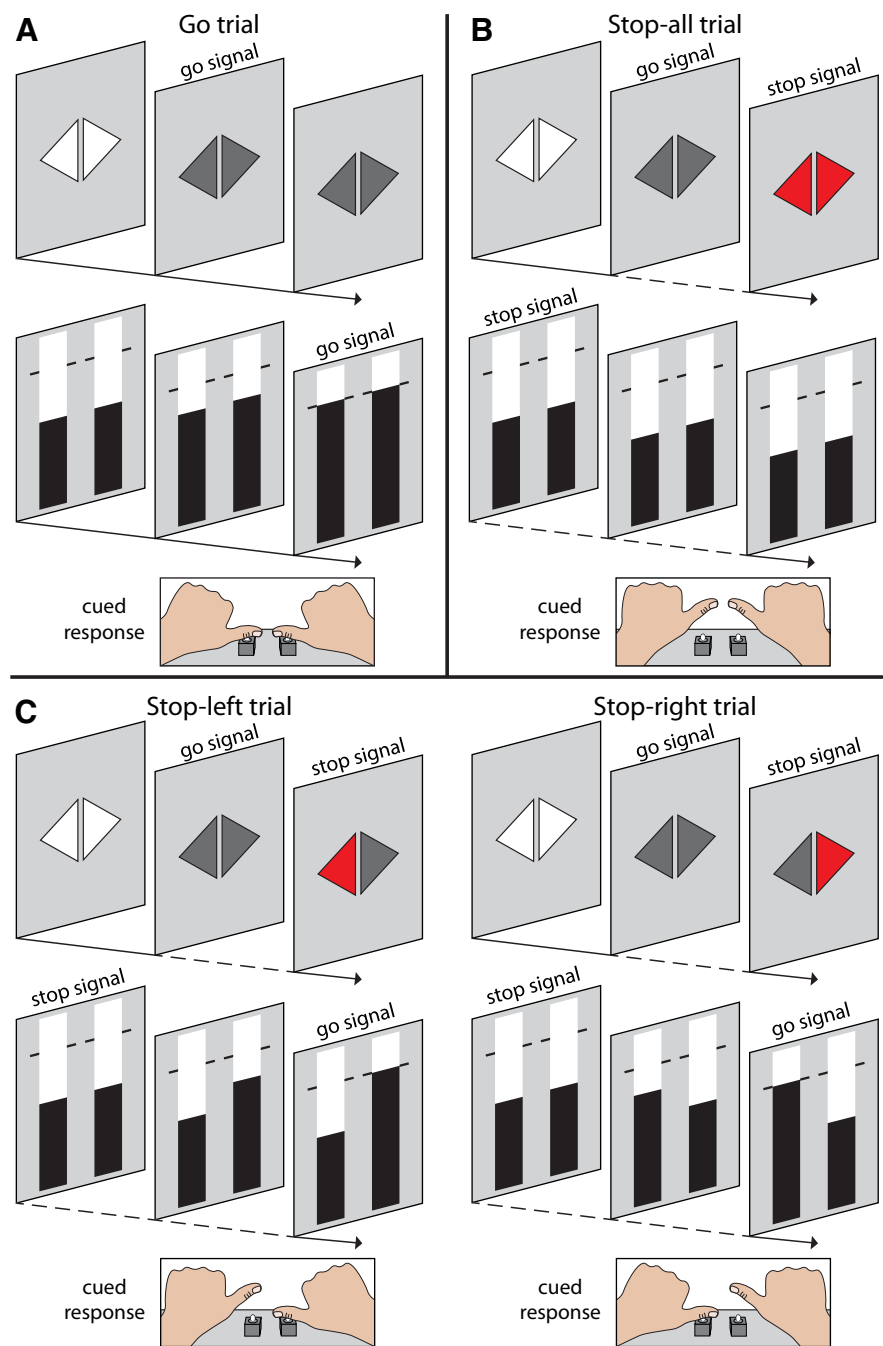 A
Go trial
go signal
go signal
cued
response
B
Stop-all trial
go signal
stop signal
stop signal
cued
response
C
Stop-left trial
go signal
stop signal
stop signal
go signal
cued
response
Stop-right trial
go signal
stop signal
stop signal
go signal
cued
response